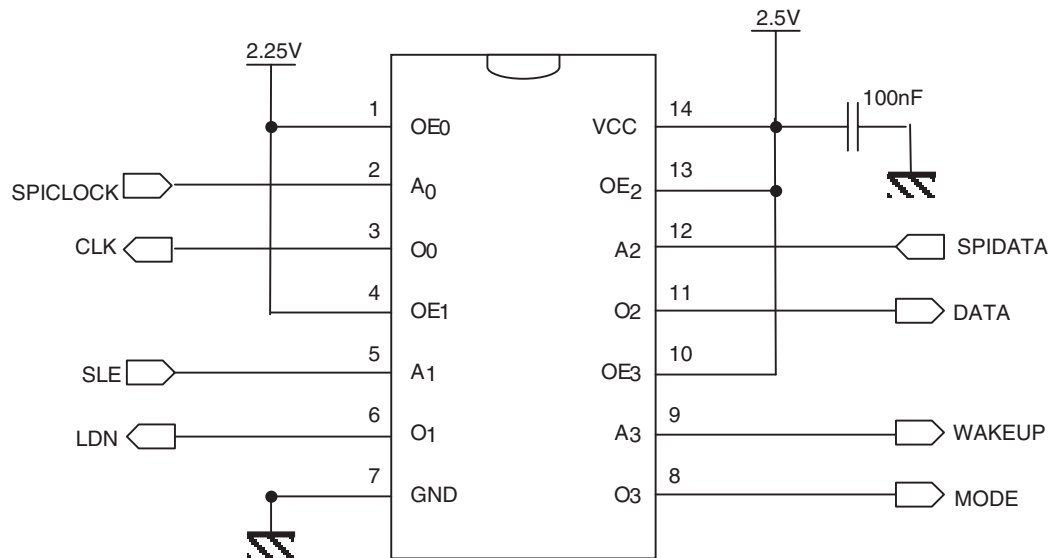 2.25V
2.5V
100nF
1 OE0 VCC 14
2 A0 OE2 13
SPICLOCK
3 O0 A2 12
CLK SPIDATA
4 OE1 O2 11
DATA
5 A1 OE3 10
SLE
6 O1 A3 9
LDN WAKEUP
7 GND O3 8
MODE